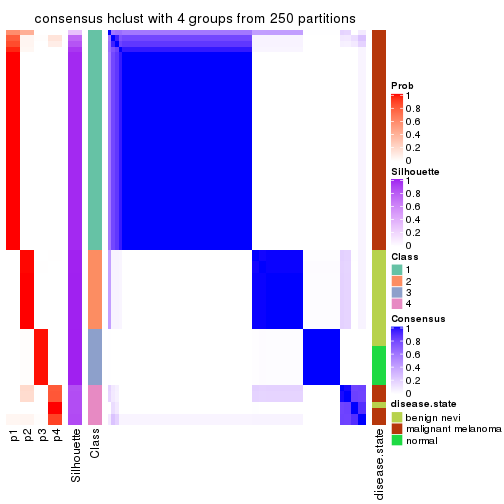 consensus hclust with 4 groups from 250 partitions
Prob
1
0.8
0.6
0.4
0.2
0
Silhouette
1
0.8
0.6
0.4
0.2
0
Class
1
2
3
4
Consensus
1
0.8
0.6
0.4
0.2
0
disease.state
benign nevi
malignant melanoma
normal
p1
p2
p3
p4
Silhouette
Class
disease.state